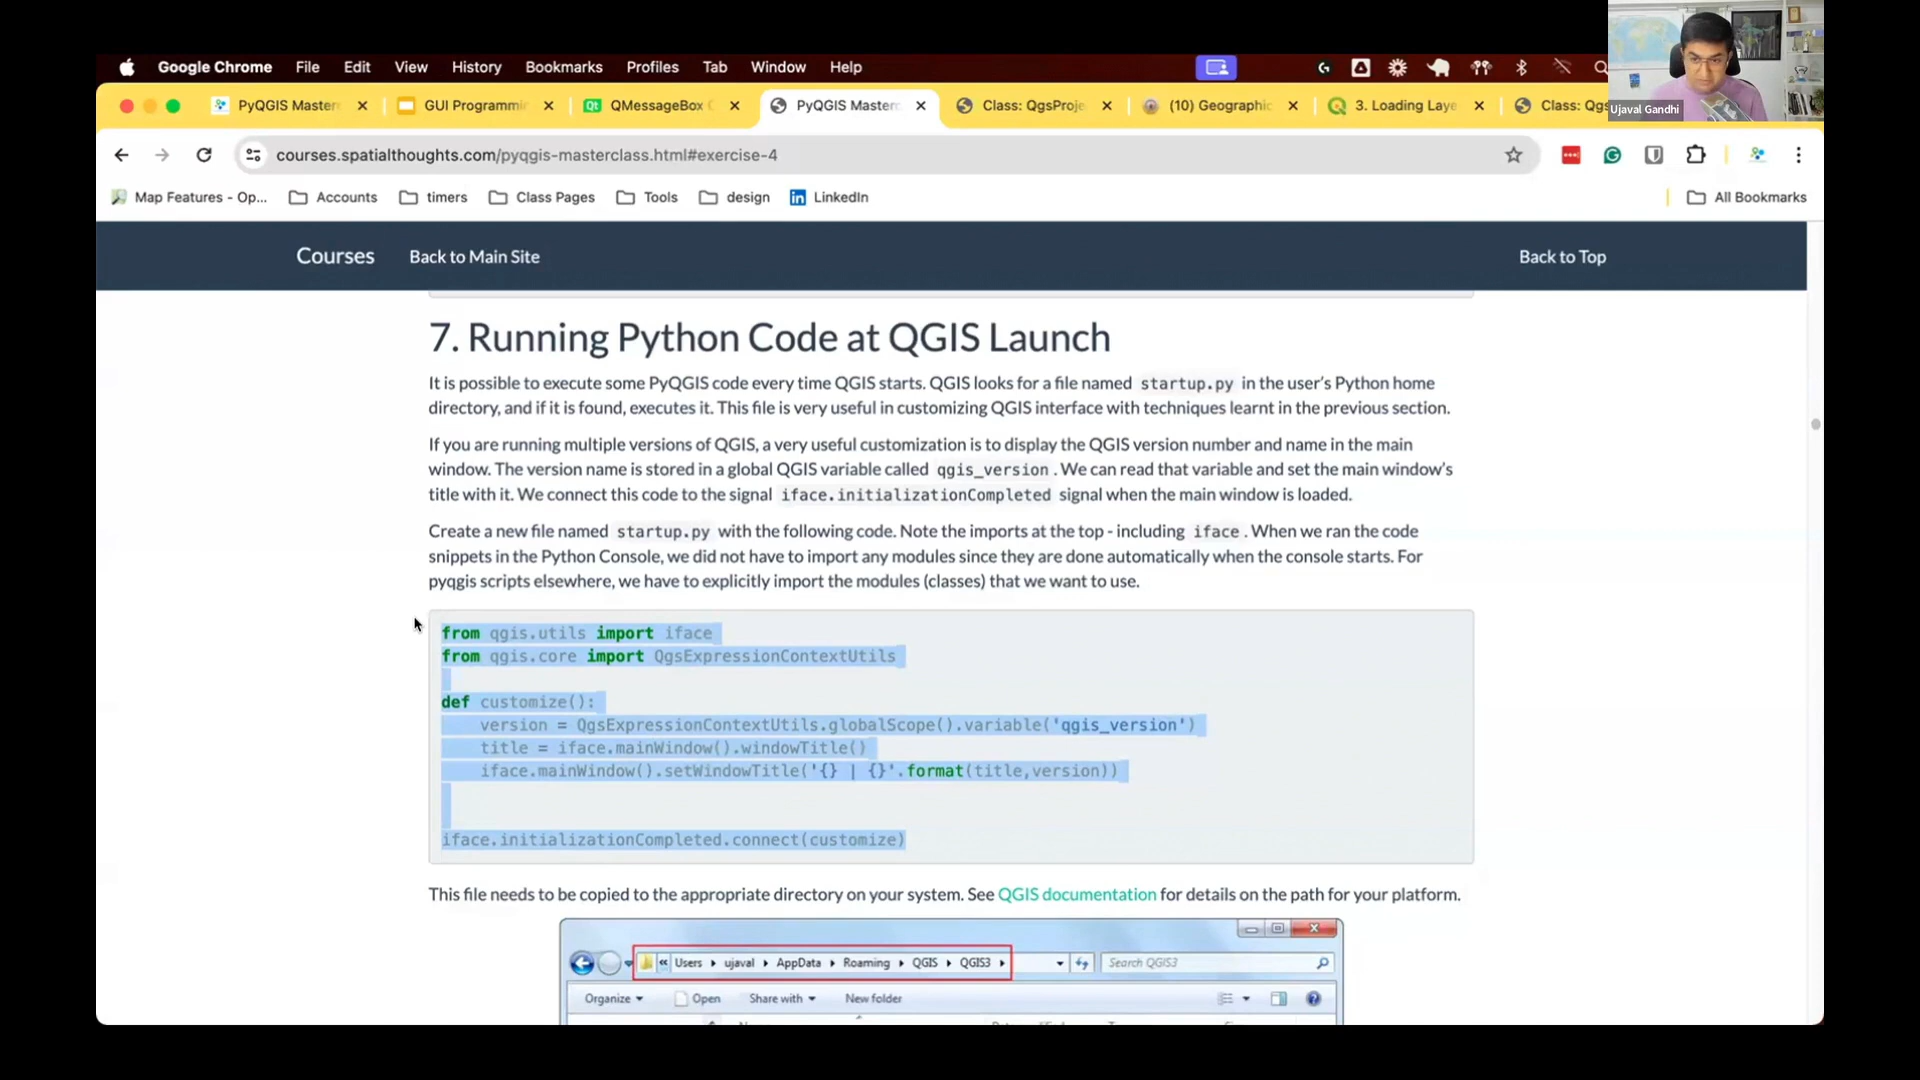 Google Chrome File Edit View History Bookmarks Profiles Tab Window Help
Ujaval Gandhi
PyQGIS Master
GUI Programmi
Qt QMessageBox
PyQGIS Master
Class: QgsProje
(10) Geographic
3. Loading Laye
Class: Qgs
courses.spatialthoughts.com/pyqgis-masterclass.html#exercise-4
Map Features - Op... Accounts timers Class Pages Tools design LinkedIn All Bookmarks
Courses Back to Main Site Back to Top
7. Running Python Code at QGIS Launch
It is possible to execute some PyQGIS code every time QGIS starts. QGIS looks for a file named startup.py in the user's Python home
directory, and if it is found, executes it. This file is very useful in customizing QGIS interface with techniques learnt in the previous section.
If you are running multiple versions of QGIS, a very useful customization is to display the QGIS version number and name in the main
window. The version name is stored in a global QGIS variable called qgis_version . We can read that variable and set the main window's
title with it. We connect this code to the signal iface.initializationCompleted signal when the main window is loaded.
Create a new file named startup.py with the following code. Note the imports at the top - including iface . When we ran the code
snippets in the Python Console, we did not have to import any modules since they are done automatically when the console starts. For
pyqgis scripts elsewhere, we have to explicitly import the modules (classes) that we want to use.
from qgis.utils import iface
from qgis.core import QgsExpressionContextUtils
def customize():
version = QgsExpressionContextUtils.globalScope().variable('qgis_version')
title = iface.mainWindow().windowTitle()
iface.mainWindow().setWindowTitle('{} | {}'.format(title,version))
iface.initializationCompleted.connect(customize)
This file needs to be copied to the appropriate directory on your system. See QGIS documentation for details on the path for your platform.
« Users ▸ ujaval ▸ AppData ▸ Roaming ▸ QGIS ▸ QGIS3 ▸ Search QGIS3
Organize Open Share with New folder